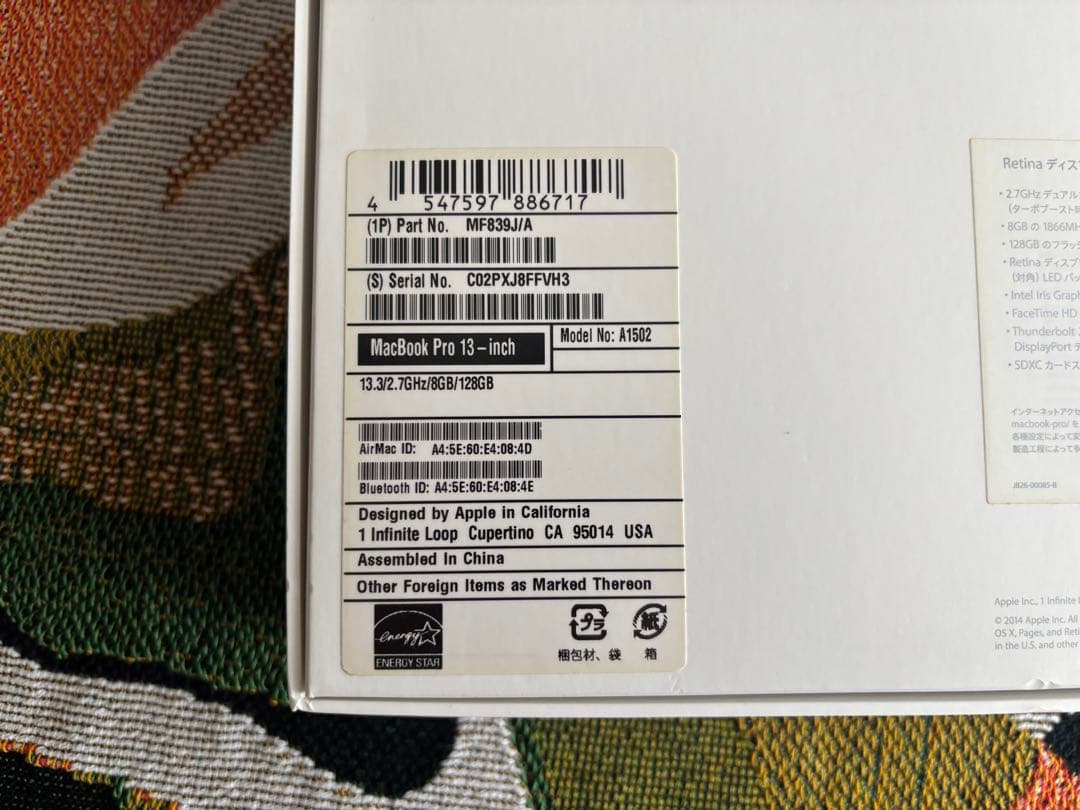 4 547597 886717
(1P) Part No. MF839J/A
(S) Serial No. C02PXJ8FFVH3
MacBook Pro 13-inch
Model No: A1502
13.3/2.7GHz/8GB/128GB
AirMac ID: A4:5E:60:E4:08:4D
Bluetooth ID: A4:5E:60:E4:08:4E
Designed by Apple in California
1 Infinite Loop Cupertino CA 95014 USA
Assembled In China
Other Foreign Items as Marked Thereon
energy
ENERGY STAR
プラ
紙
梱包材、袋
箱
Retina ディス
• 2.7GHz デュアル
(ターボブースト時
• 8GB の 1866MH
• 128GB のフラッ
• Retina ディスプ
(対角) LED バッ
• Intel Iris Graph
• FaceTime HD
• Thunderbolt
DisplayPort
• SDXC カードス
インターネットアクセ
macbook-pro/ を
各種設定によって変
製造工程によって多
JB26-00085-B
Apple Inc., 1 Infinite
© 2014 Apple Inc. All
OS X, Pages, and Reti
in the U.S. and other